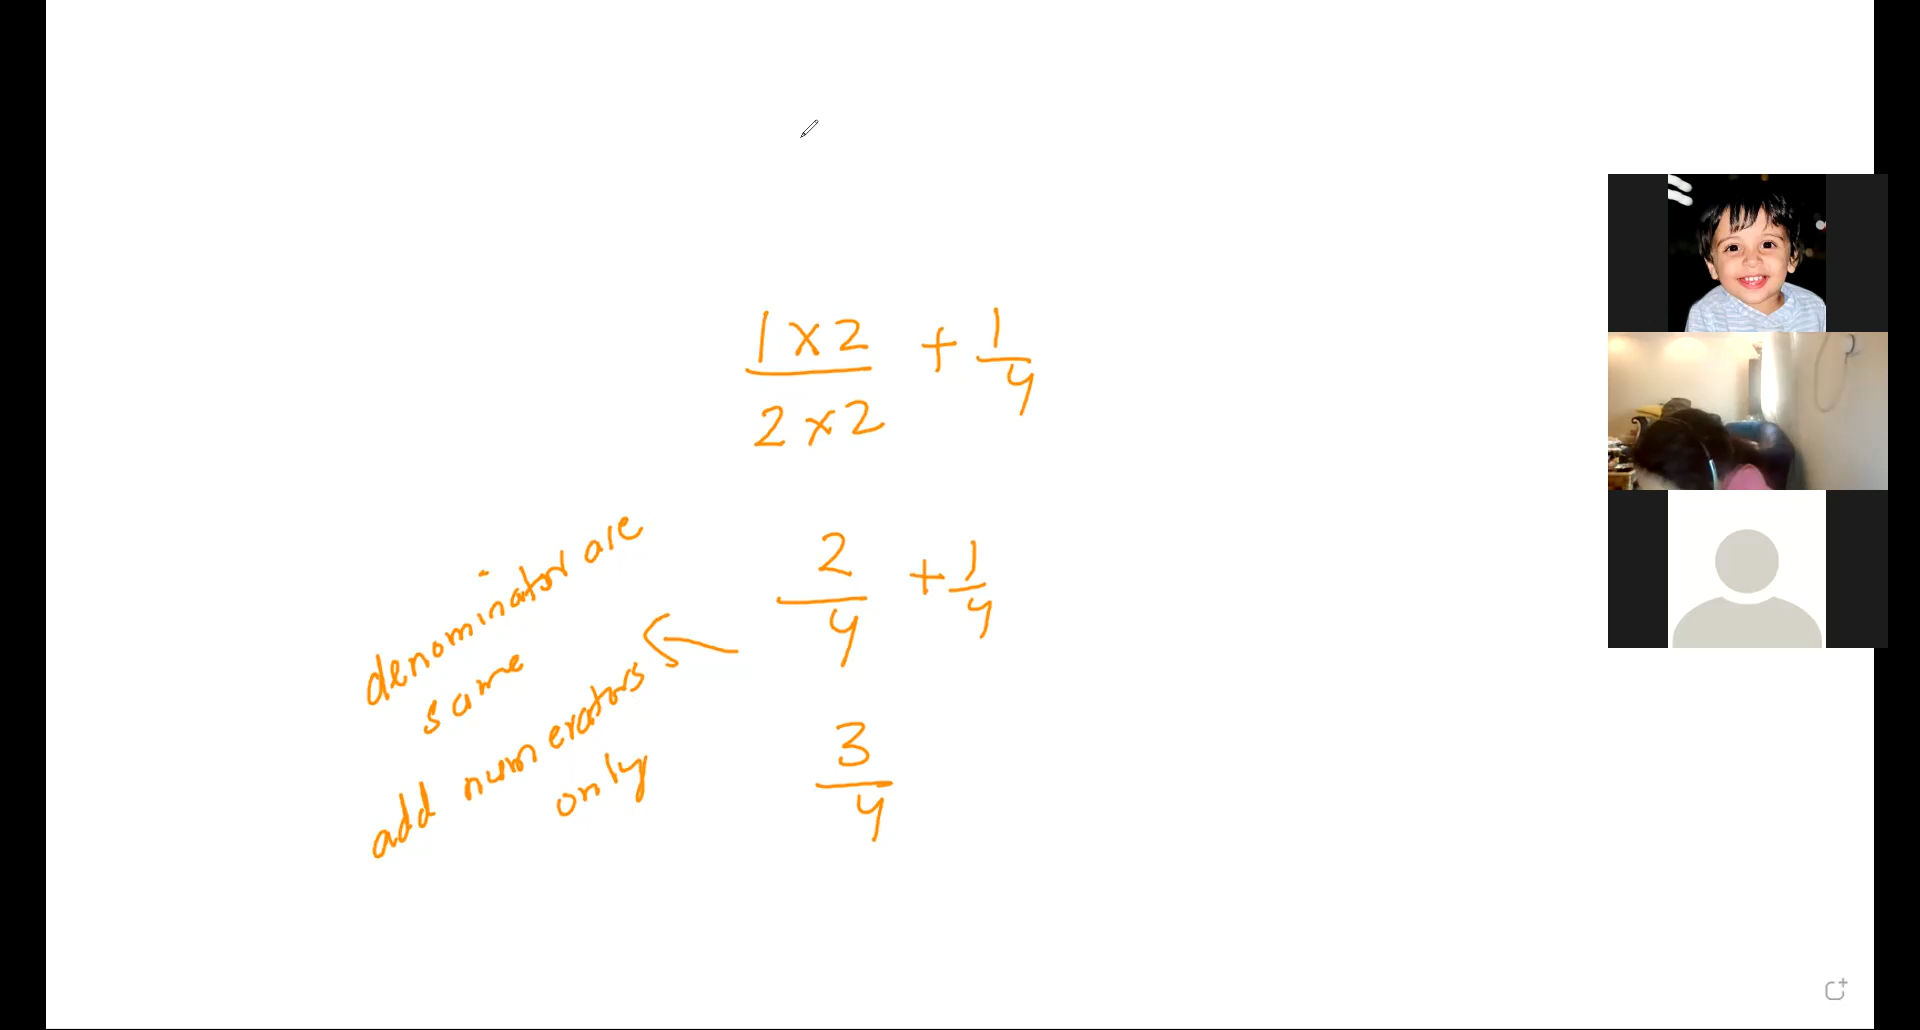 1 x 2 + 1
2 x 2 4
2 + 1
4 4
denominator are
same
add numerators
only
3
4